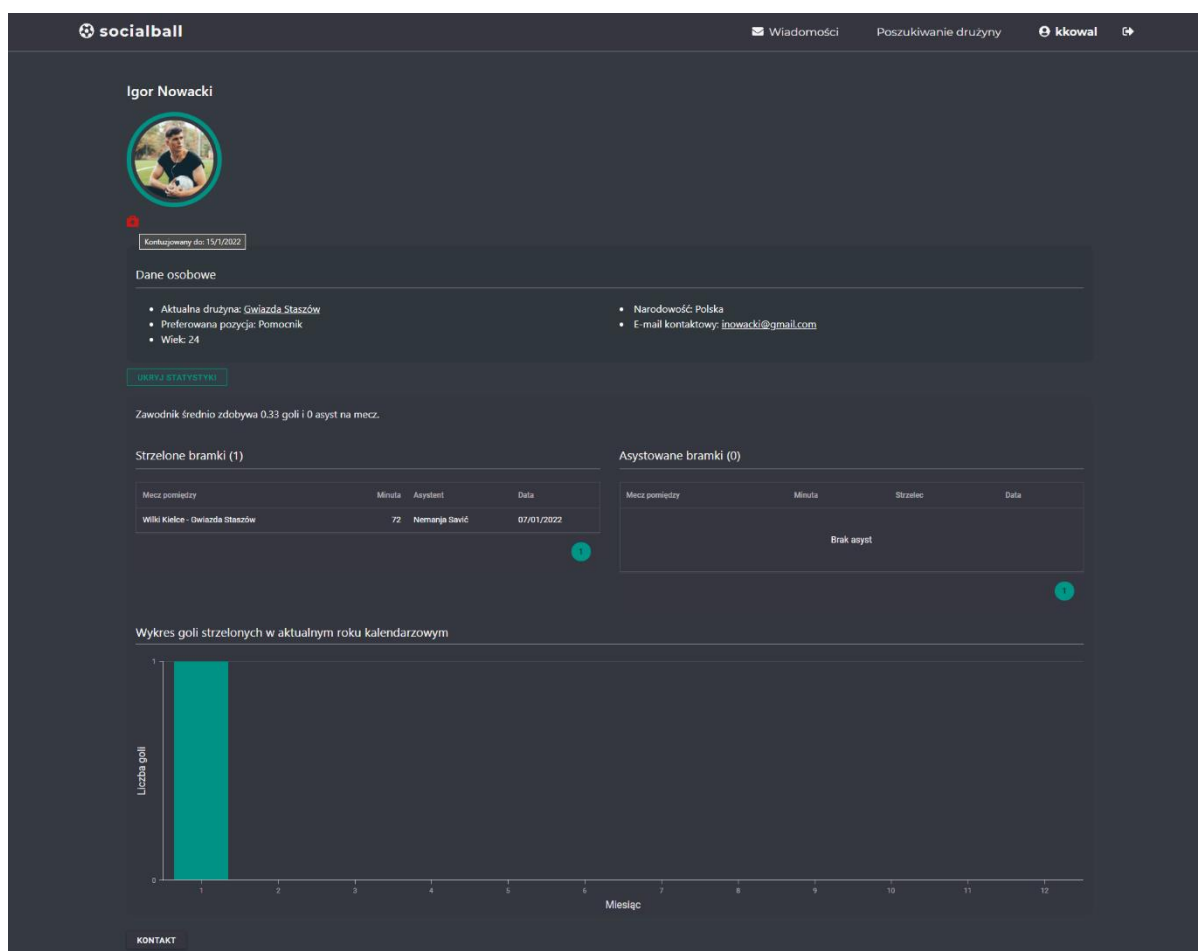 socialball
Wiadomości Poszukiwanie drużyny kkowal
Igor Nowacki
Kontuzjowany do: 15/1/2022
Dane osobowe
Aktualna drużyna: Gwiazda Staszów
Preferowana pozycja: Pomocnik
Wiek: 24
Narodowość: Polska
E-mail kontaktowy: inowacki@gmail.com
UKRYJ STATYSTYKI
Zawodnik średnio zdobywa 0.33 goli i 0 asyst na mecz.
Strzelone bramki (1)
Mecz pomiędzy Minuta Asystent Data
Wilki Kielce - Gwiazda Staszów 72 Nemanja Savić 07/01/2022
1
Asystowane bramki (0)
Mecz pomiędzy Minuta Strzelec Data
Brak asyst
1
Wykres goli strzelonych w aktualnym roku kalendarzowym
1
Liczba goli
0
1 2 3 4 5 6 7 8 9 10 11 12
Miesiąc
KONTAKT